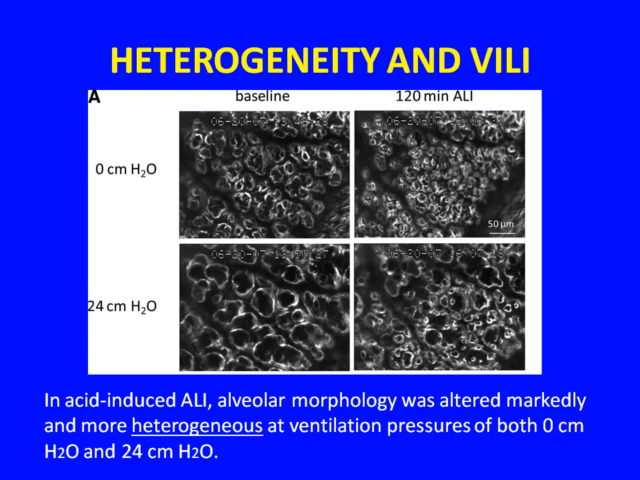 HETEROGENEITY AND VILI
A
baseline
120 min ALI
0 cm H₂O
50 µm
24 cm H₂O
In acid-induced ALI, alveolar morphology was altered markedly
and more heterogeneous at ventilation pressures of both 0 cm
H2O and 24 cm H2O.